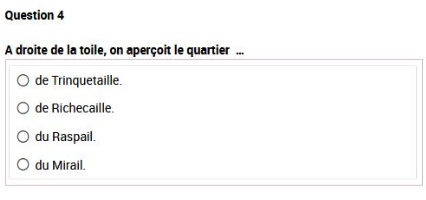 Question 4
A droite de la toile, on aperçoit le quartier ...
de Trinquetaille.
de Richecaille.
du Raspail.
du Mirail.